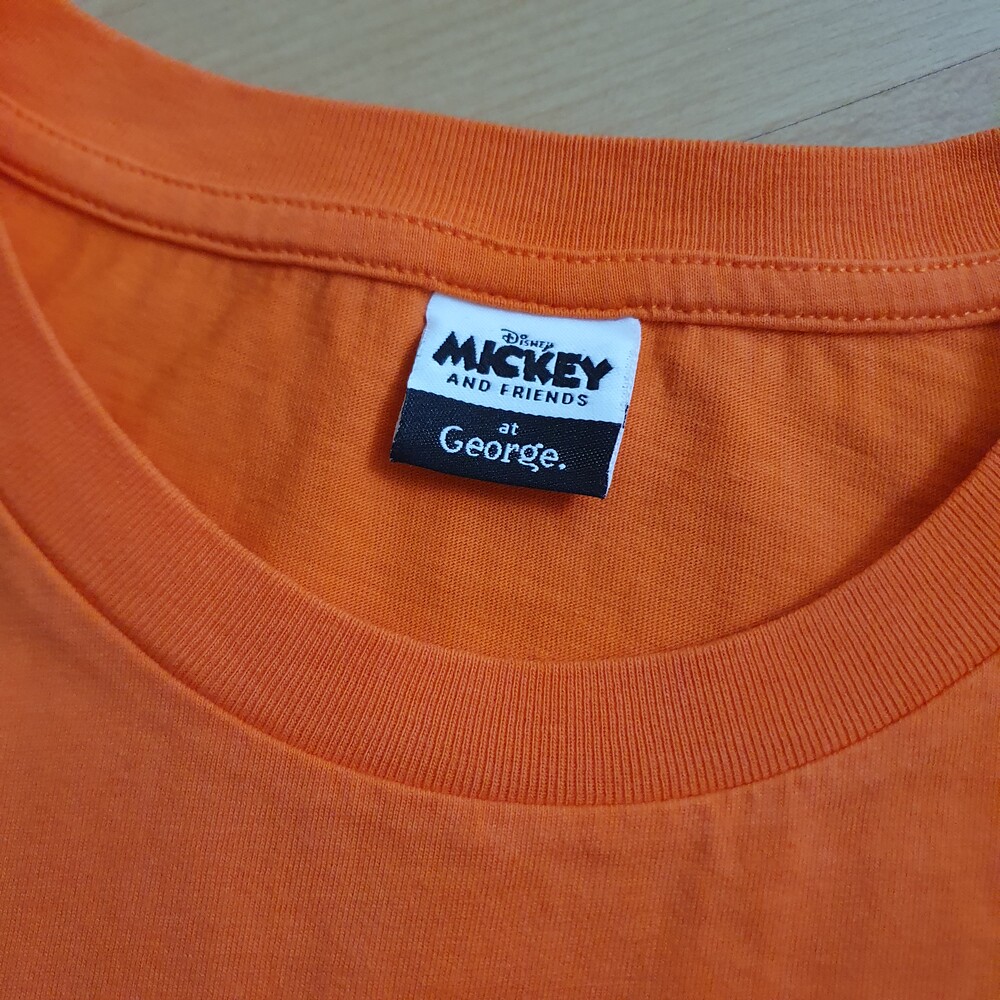 Disney
MICKEY
AND FRIENDS
at
George.